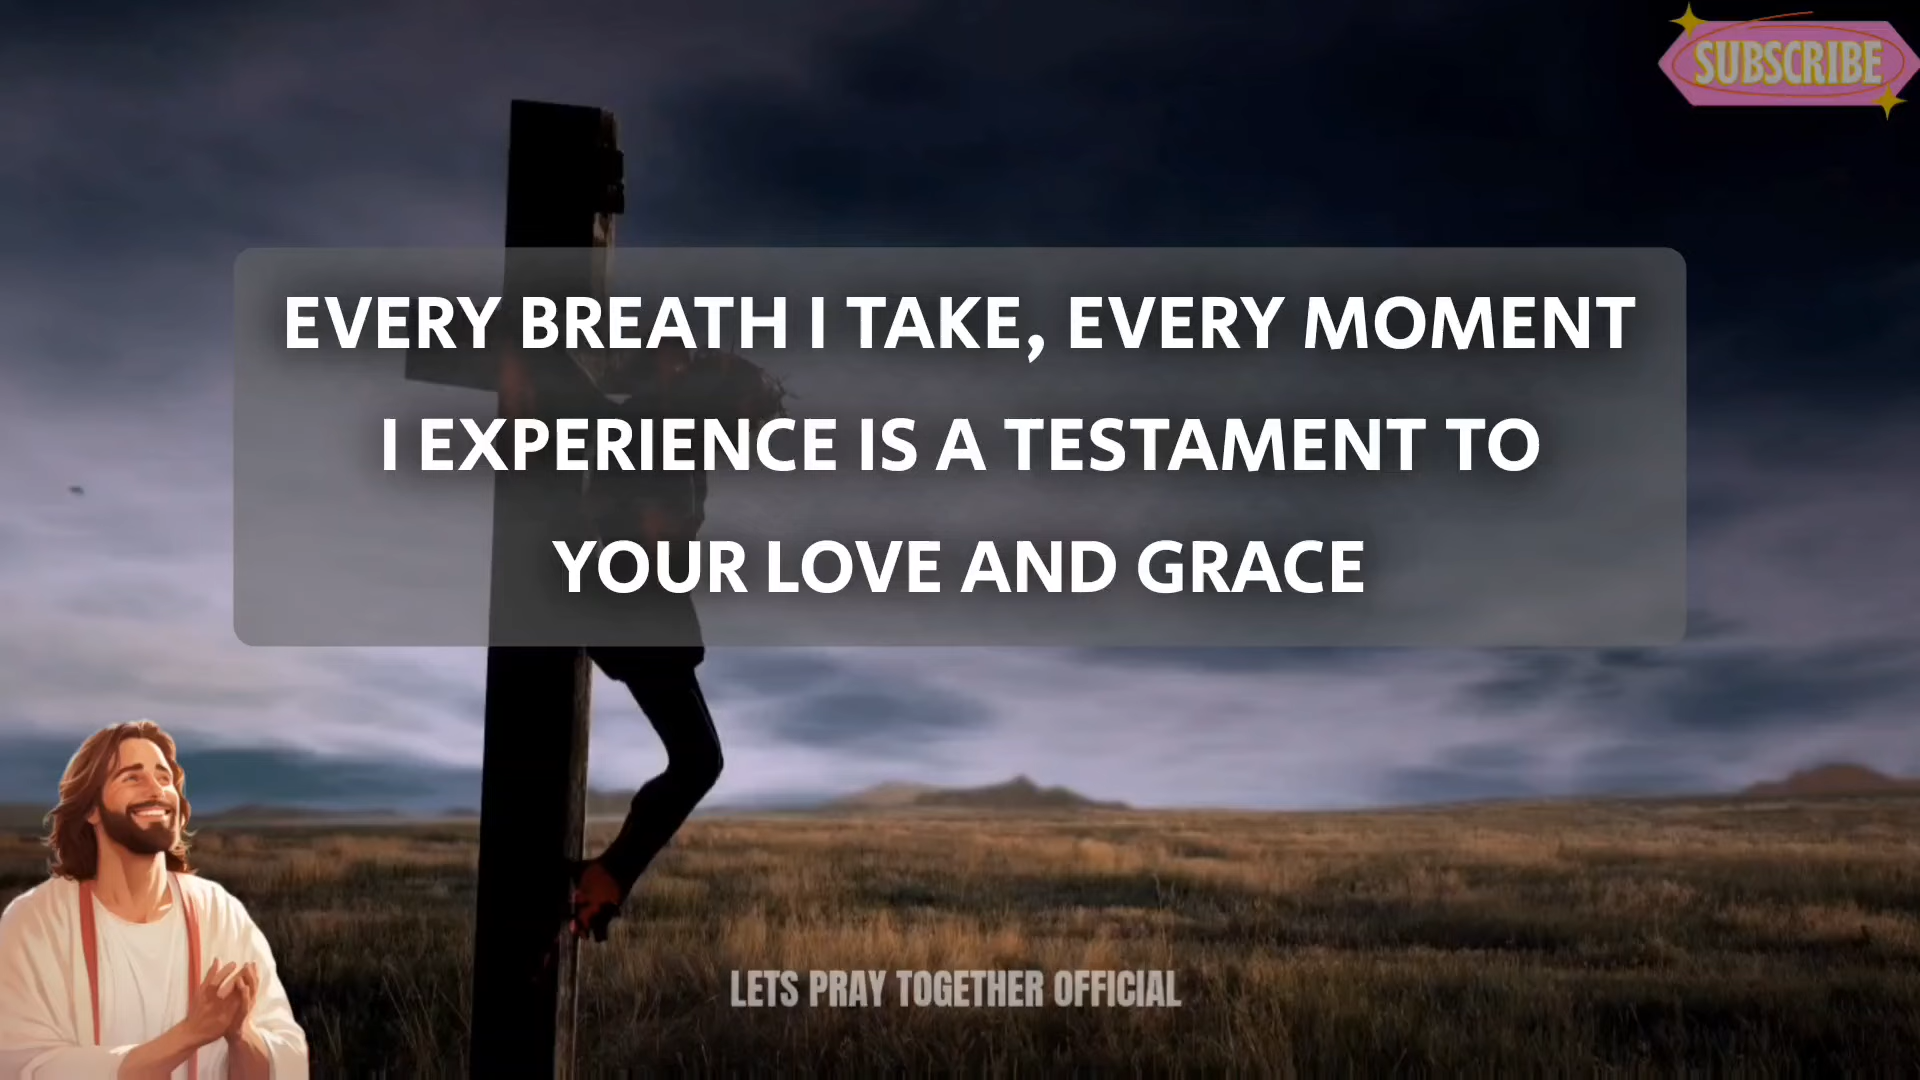 SUBSCRIBE
EVERY BREATH I TAKE, EVERY MOMENT
I EXPERIENCE IS A TESTAMENT TO
YOUR LOVE AND GRACE
LETS PRAY TOGETHER OFFICIAL